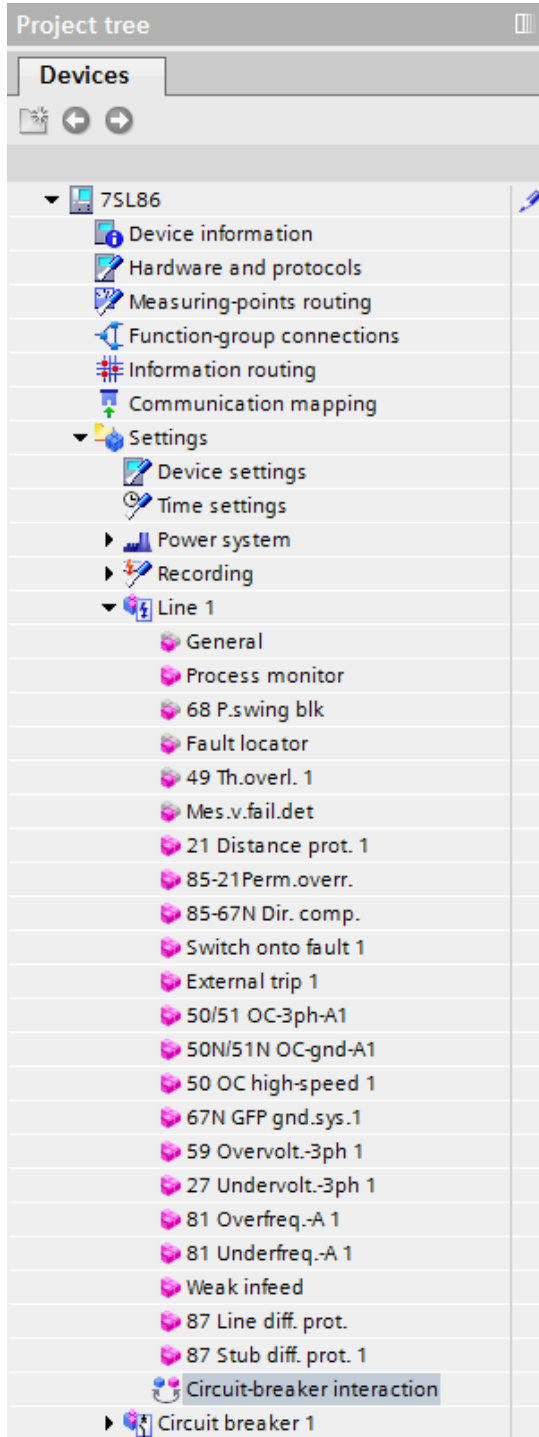 Project tree
Devices
7SL86
Device information
Hardware and protocols
Measuring-points routing
Function-group connections
Information routing
Communication mapping
Settings
Device settings
Time settings
Power system
Recording
Line 1
General
Process monitor
68 P.swing blk
Fault locator
49 Th.overl. 1
Mes.v.fail.det
21 Distance prot. 1
85-21Perm.overr.
85-67N Dir. comp.
Switch onto fault 1
External trip 1
50/51 OC-3ph-A1
50N/51N OC-gnd-A1
50 OC high-speed 1
67N GFP gnd.sys.1
59 Overvolt.-3ph 1
27 Undervolt.-3ph 1
81 Overfreq.-A 1
81 Underfreq.-A 1
Weak infeed
87 Line diff. prot.
87 Stub diff. prot. 1
Circuit-breaker interaction
Circuit breaker 1